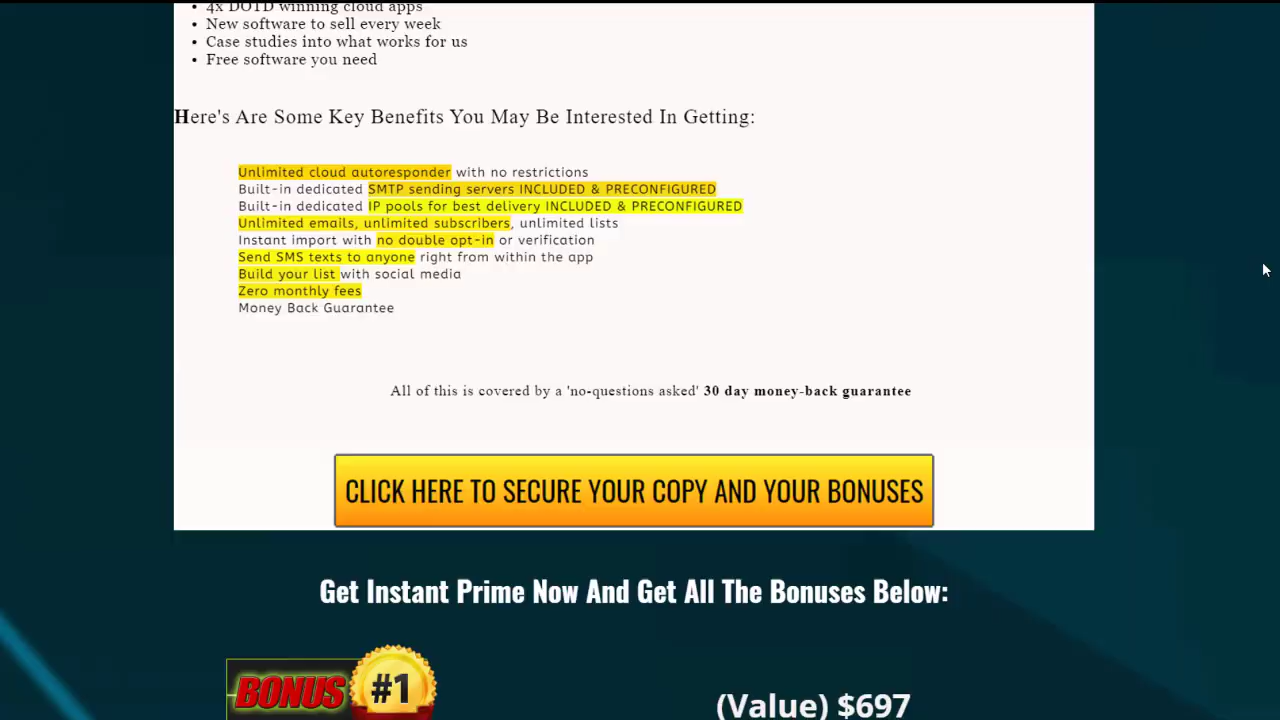 • 4x DOTD winning cloud apps
• New software to sell every week
• Case studies into what works for us
• Free software you need
Here's Are Some Key Benefits You May Be Interested In Getting:
Unlimited cloud autoresponder with no restrictions
Built-in dedicated SMTP sending servers INCLUDED & PRECONFIGURED
Built-in dedicated IP pools for best delivery INCLUDED & PRECONFIGURED
Unlimited emails, unlimited subscribers, unlimited lists
Instant import with no double opt-in or verification
Send SMS texts to anyone right from within the app
Build your list with social media
Zero monthly fees
Money Back Guarantee
All of this is covered by a 'no-questions asked' 30 day money-back guarantee
CLICK HERE TO SECURE YOUR COPY AND YOUR BONUSES
Get Instant Prime Now And Get All The Bonuses Below:
BONUS #1
(Value) $697